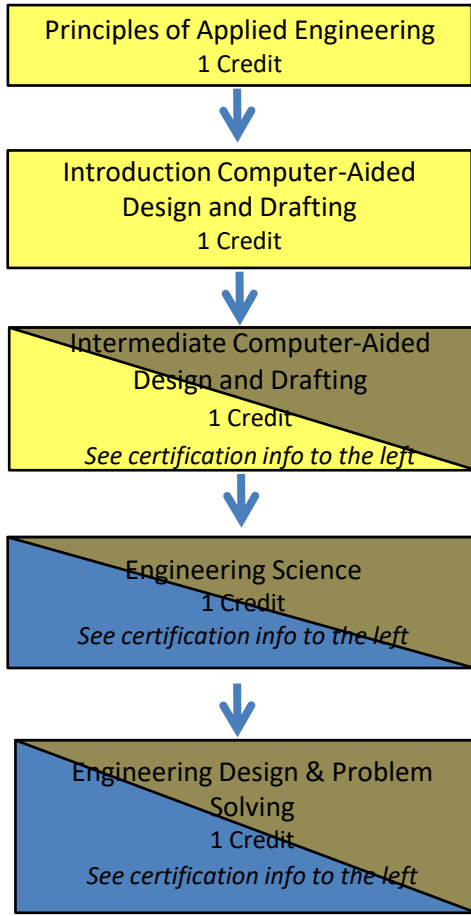 Principles of Applied Engineering
1 Credit
Introduction Computer-Aided
Design and Drafting
1 Credit
Intermediate Computer-Aided
Design and Drafting
1 Credit
See certification info to the left
Engineering Science
1 Credit
See certification info to the left
Engineering Design & Problem
Solving
1 Credit
See certification info to the left